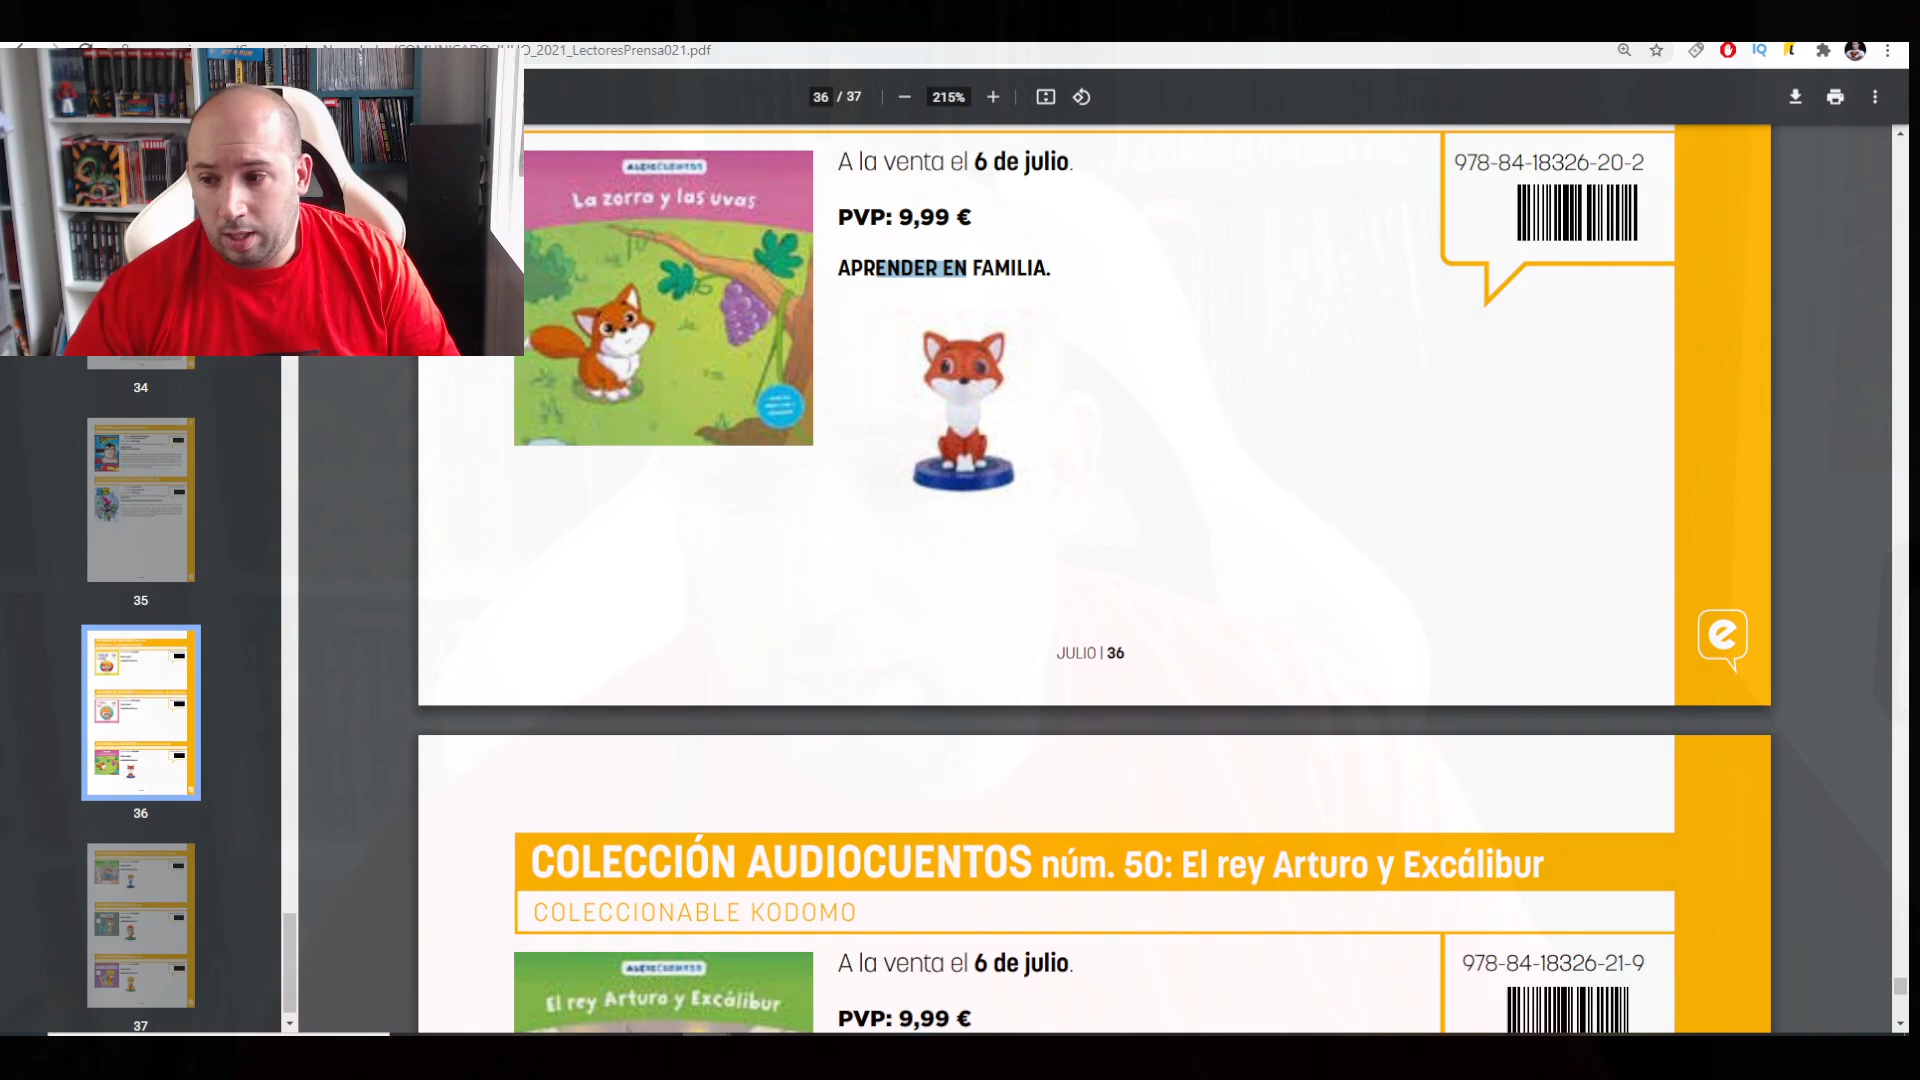 O_2021_LectoresPrensa021.pdf
36 / 37
215%
AUDIOCUENTOS
La zorra y las uvas
A la venta el 6 de julio.
PVP: 9,99 €
APRENDER EN FAMILIA.
978-84-18326-20-2
34
35
36
37
JULIO | 36
COLECCIÓN AUDIOCUENTOS núm. 50: El rey Arturo y Excálibur
COLECCIONABLE KODOMO
AUDIOCUENTOS
El rey Arturo y Excálibur
A la venta el 6 de julio.
PVP: 9,99 €
978-84-18326-21-9